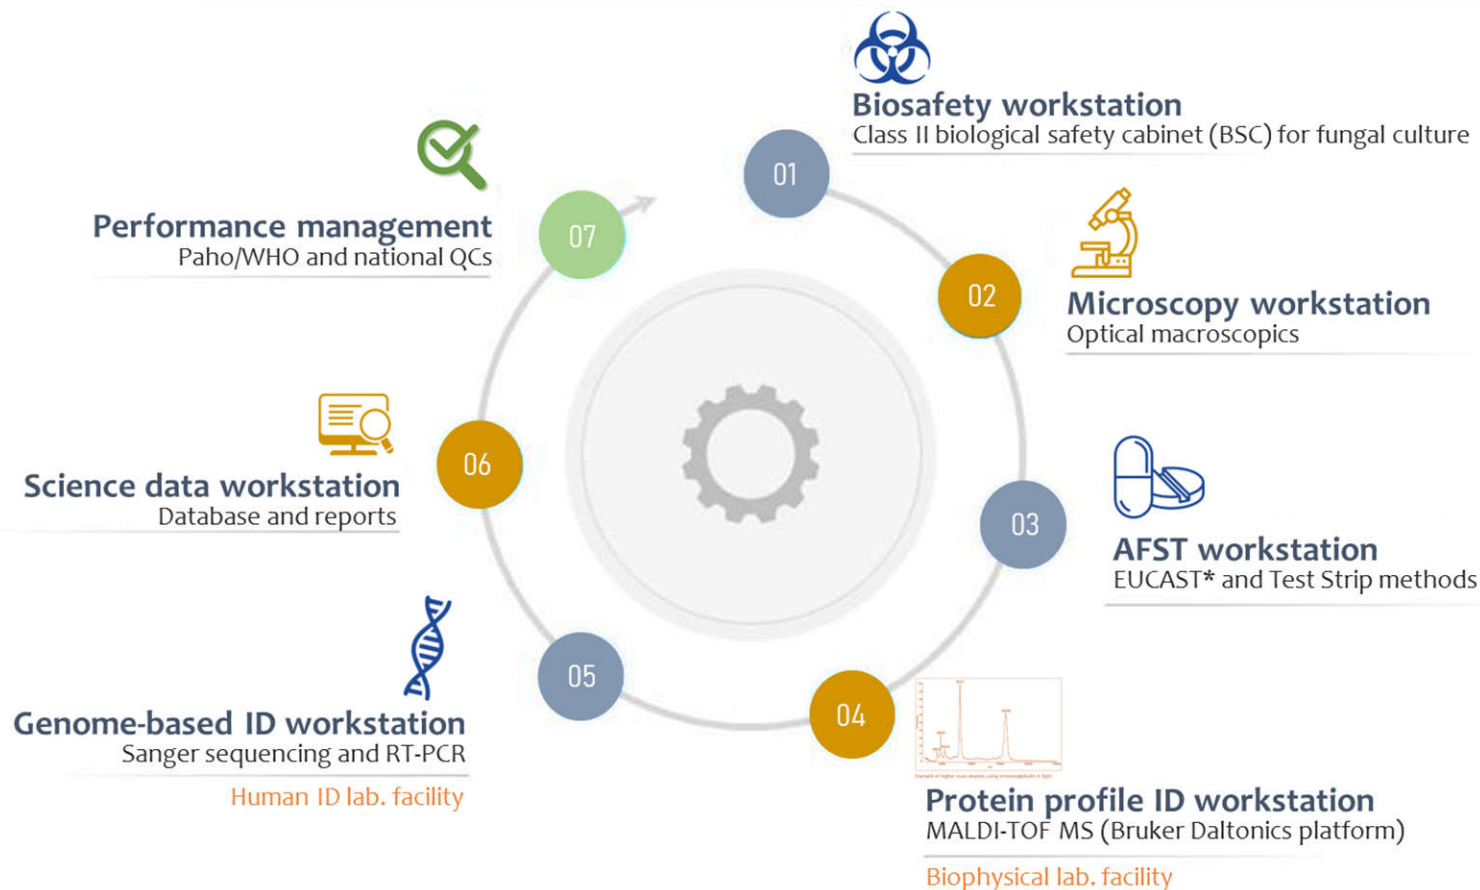 01
Biosafety workstation
Class II biological safety cabinet (BSC) for fungal culture
02
Microscopy workstation
Optical macroscopics
03
AFST workstation
EUCAST* and Test Strip methods
04
Protein profile ID workstation
MALDI-TOF MS (Bruker Daltonics platform)
Biophysical lab. facility
05
Genome-based ID workstation
Sanger sequencing and RT-PCR
Human ID lab. facility
06
Science data workstation
Database and reports
07
Performance management
Paho/WHO and national QCs